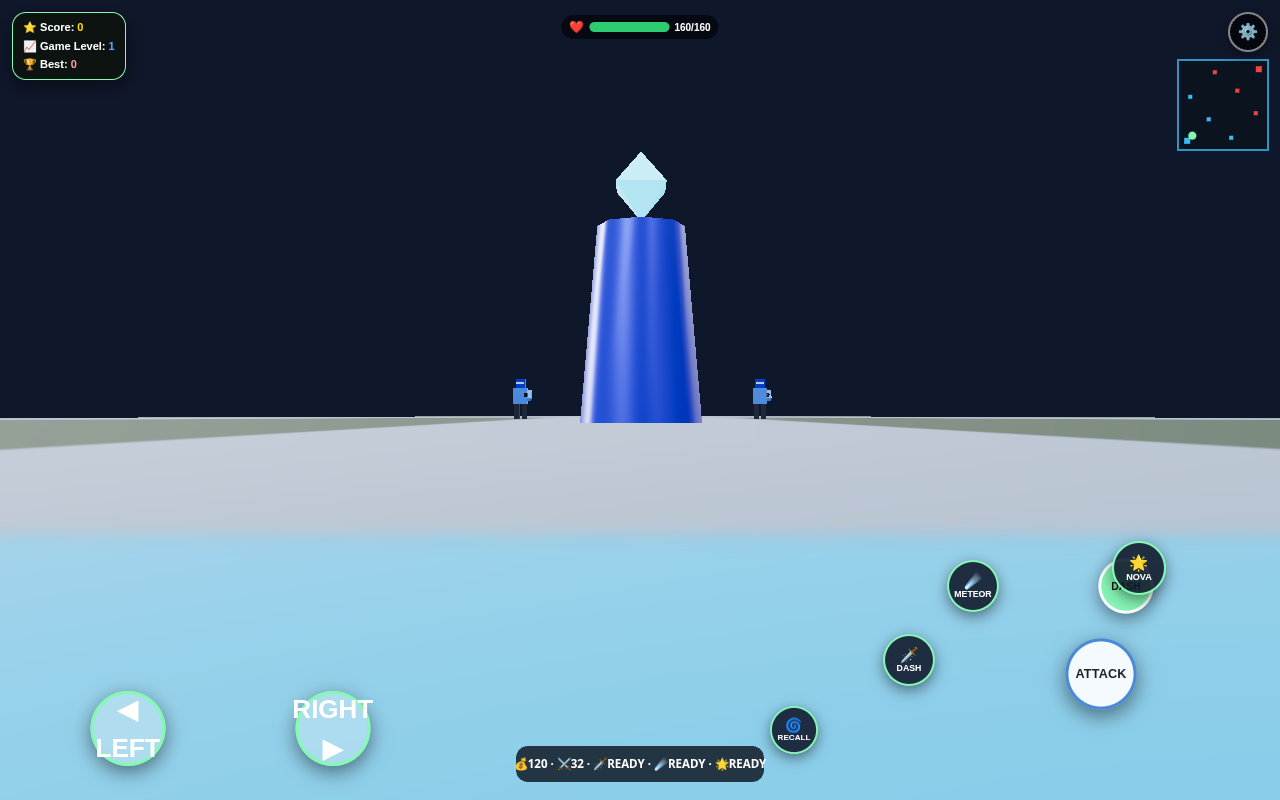 ⭐ Score: 0
📈 Game Level: 1
🏆 Best: 0
❤️ 160/160
⚙️
🌟
NOVA
☄️
METEOR
🗡️
DASH
ATTACK
◀
LEFT
RIGHT
▶
🌀
RECALL
💰120 · ⚔️32 · 🗡️READY · ☄️READY · 🌟READY